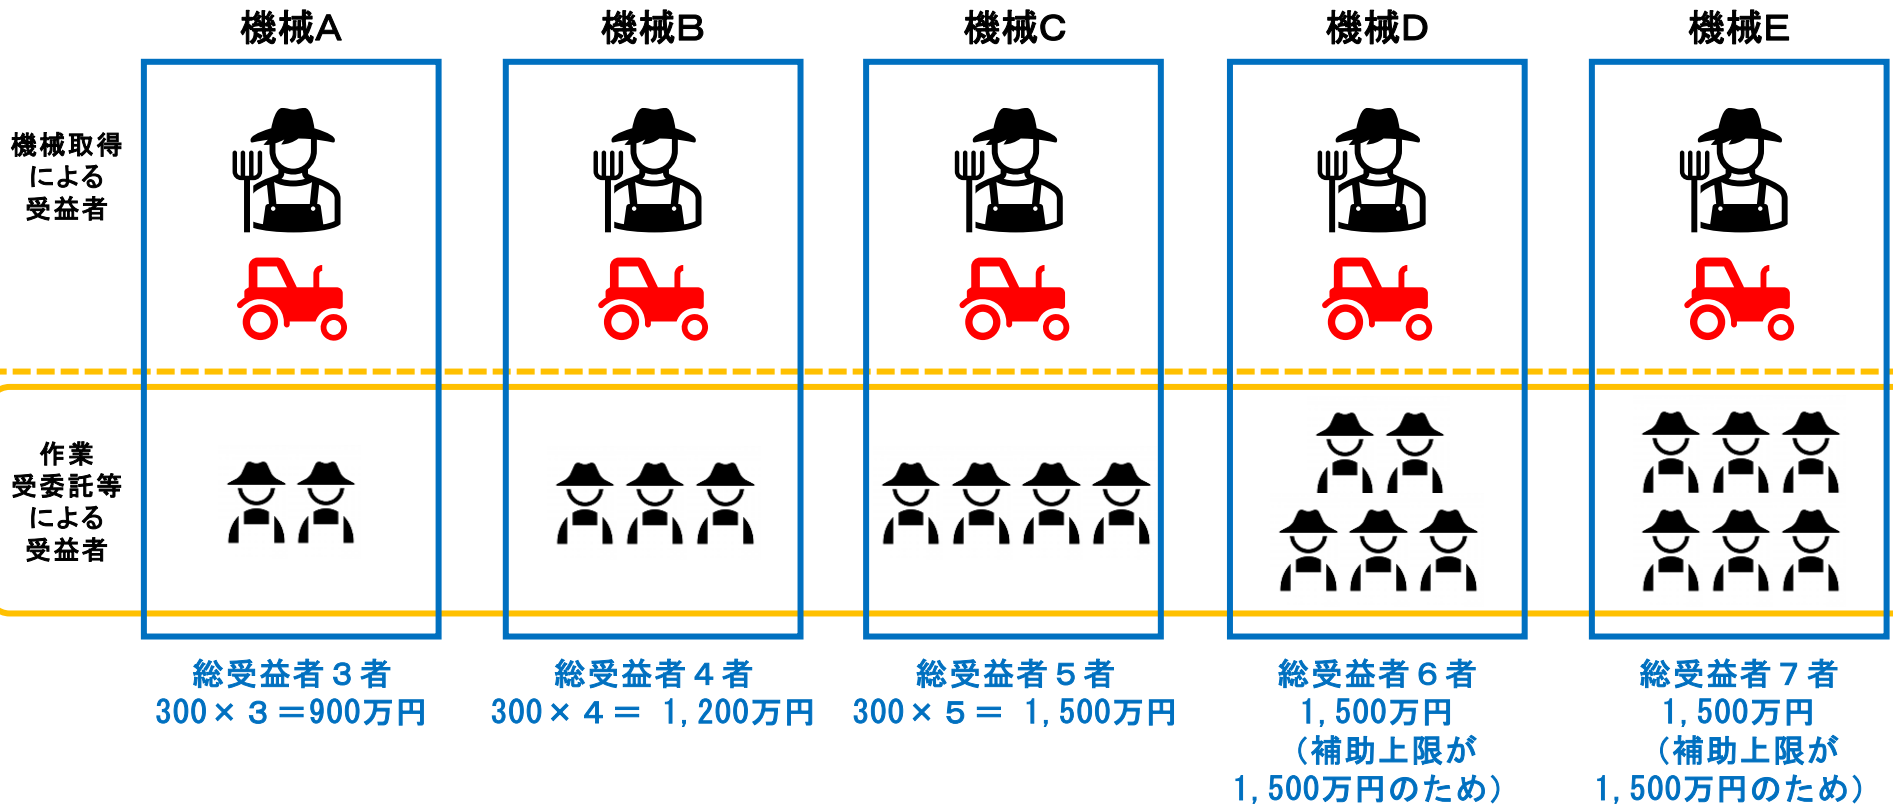 機械A
機械B
機械C
機械D
機械E
機械取得
による
受益者
作業
受委託等
による
受益者
総受益者３者
300×３＝900万円
総受益者４者
300×４＝ 1,200万円
総受益者５者
300×５＝ 1,500万円
総受益者６者
1,500万円
（補助上限が
1,500万円のため）
総受益者７者
1,500万円
（補助上限が
1,500万円のため）